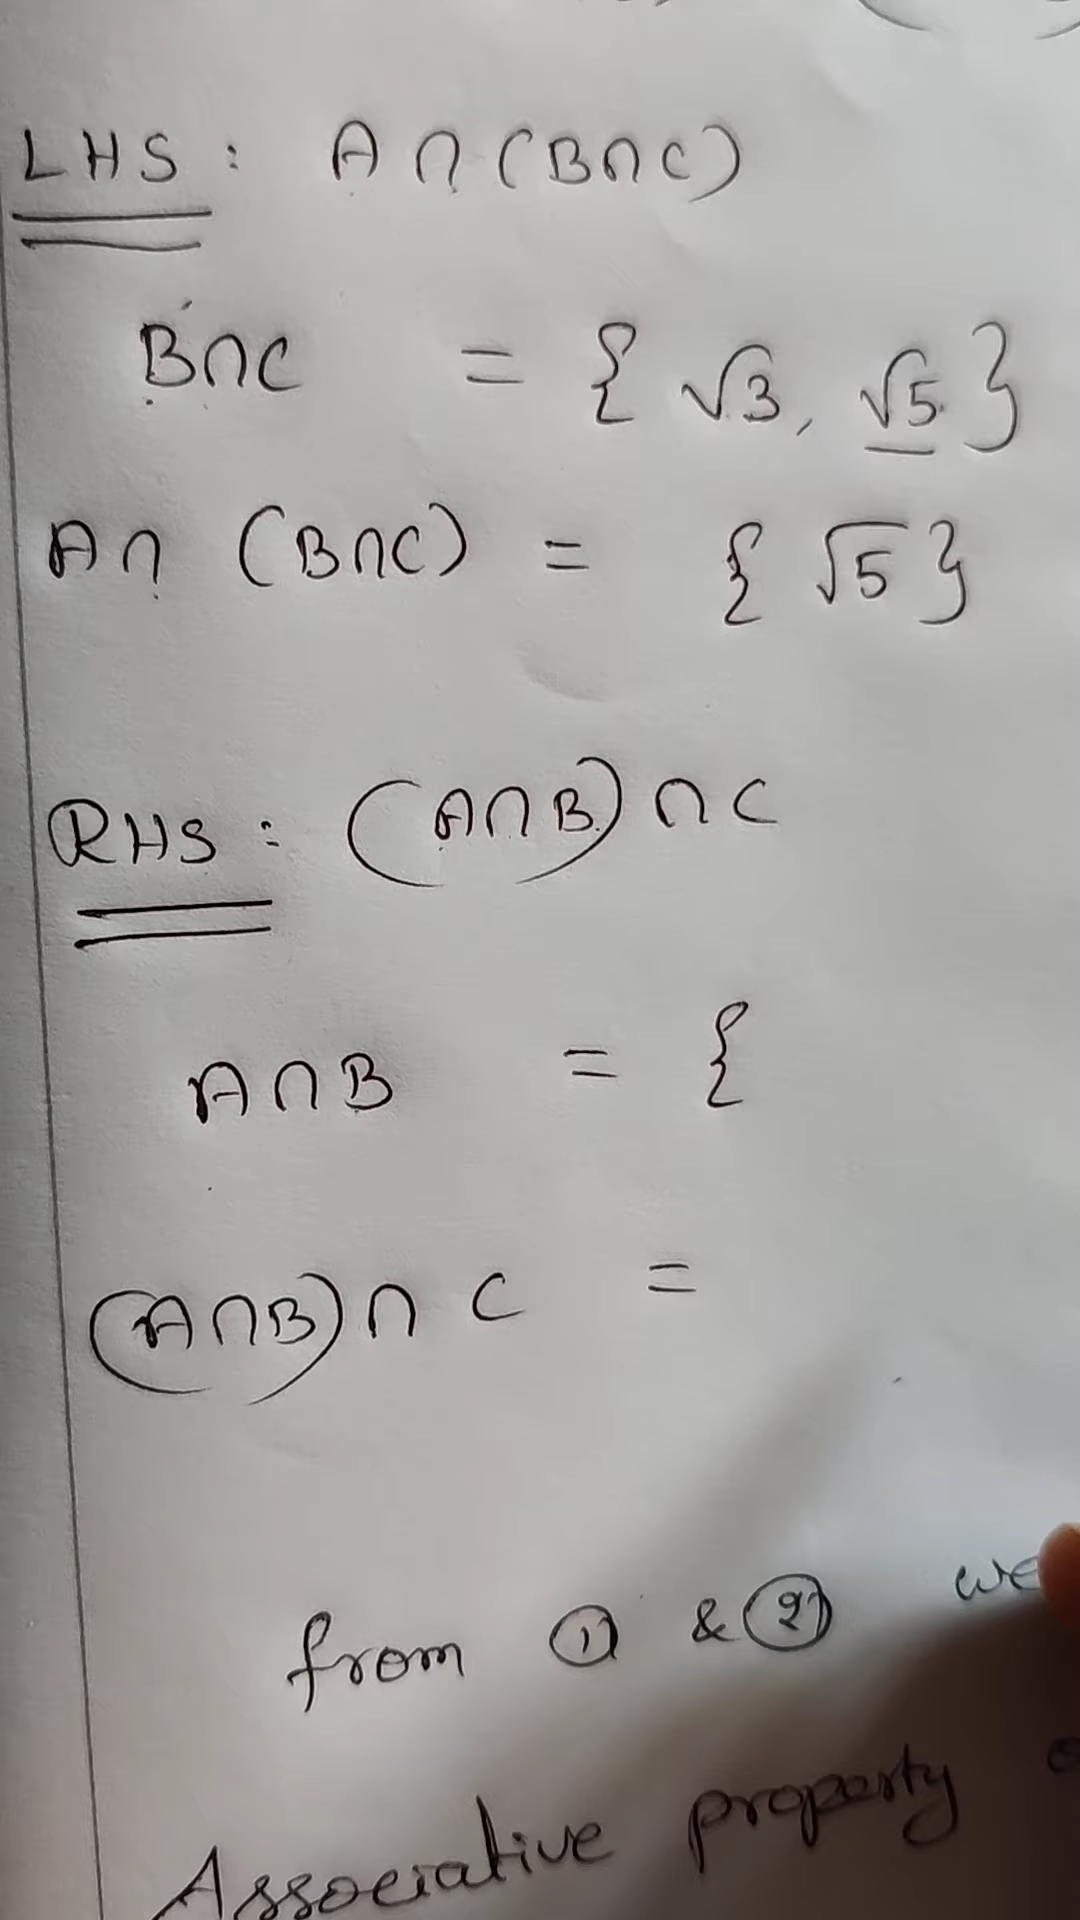 LHS : A∩(B∩C)
B∩C = { √3, √5 }
A∩ (B∩C) = { √5 }
RHS : (A∩B)∩C
A∩B = {
(A∩B)∩ C =
from ① & ② we
Associative property